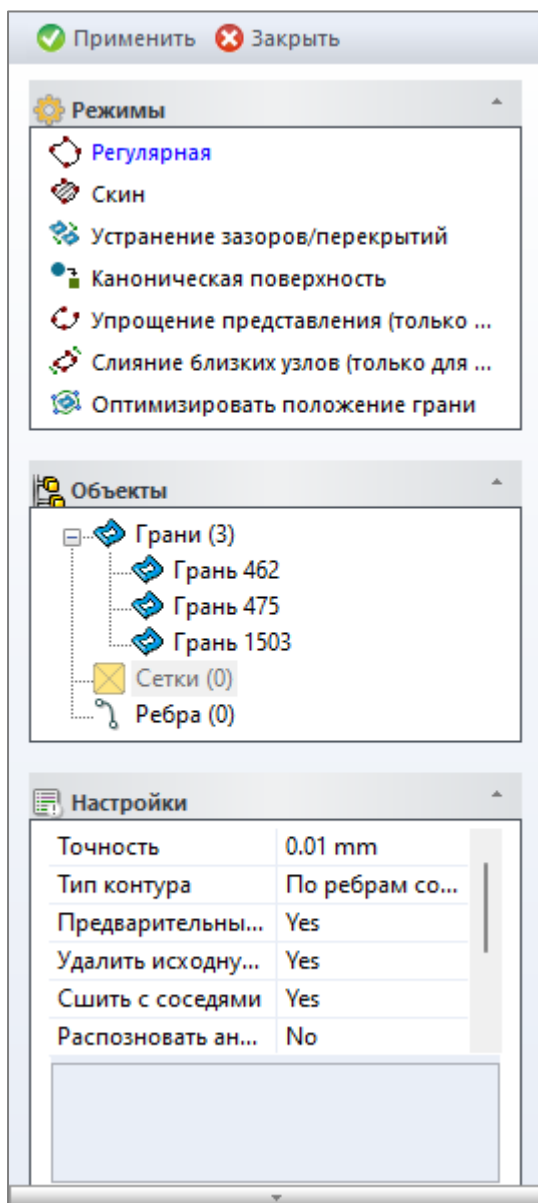 Применить Закрыть
Режимы
Регулярная
Скин
Устранение зазоров/перекрытий
Каноническая поверхность
Упрощение представления (только ...
Слияние близких узлов (только для ...
Оптимизировать положение грани
Объекты
Грани (3)
Грань 462
Грань 475
Грань 1503
Сетки (0)
Ребра (0)
Настройки
Точность 0.01 mm
Тип контура По ребрам со...
Предварительны... Yes
Удалить исходну... Yes
Сшить с соседями Yes
Распозновать ан... No